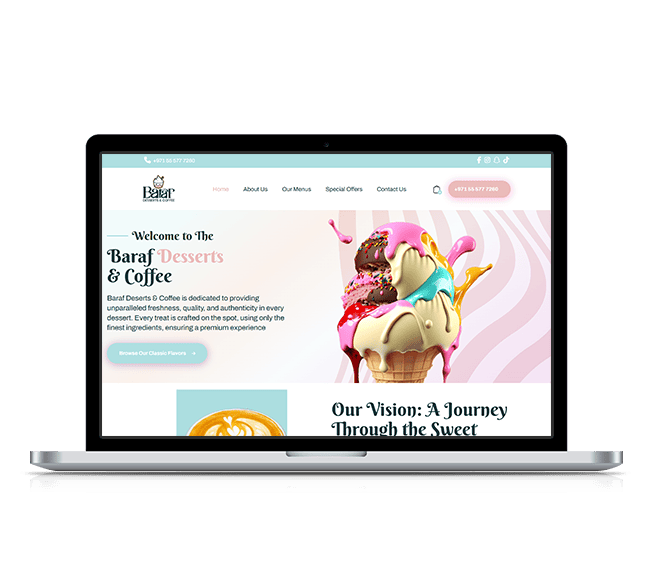 +971 55 577 7290
Baraf
DESSERTS & COFFEE
Home About Us Our Menus Special Offers Contact Us
+971 55 577 7290
Welcome to The
Baraf Desserts
& Coffee
Baraf Deserts & Coffee is dedicated to providing
unparalleled freshness, quality, and authenticity in every
dessert. Every treat is crafted on the spot, using only the
finest ingredients, ensuring a premium experience
Browse Our Classic Flavors
Our Vision: A Journey
Through the Sweet